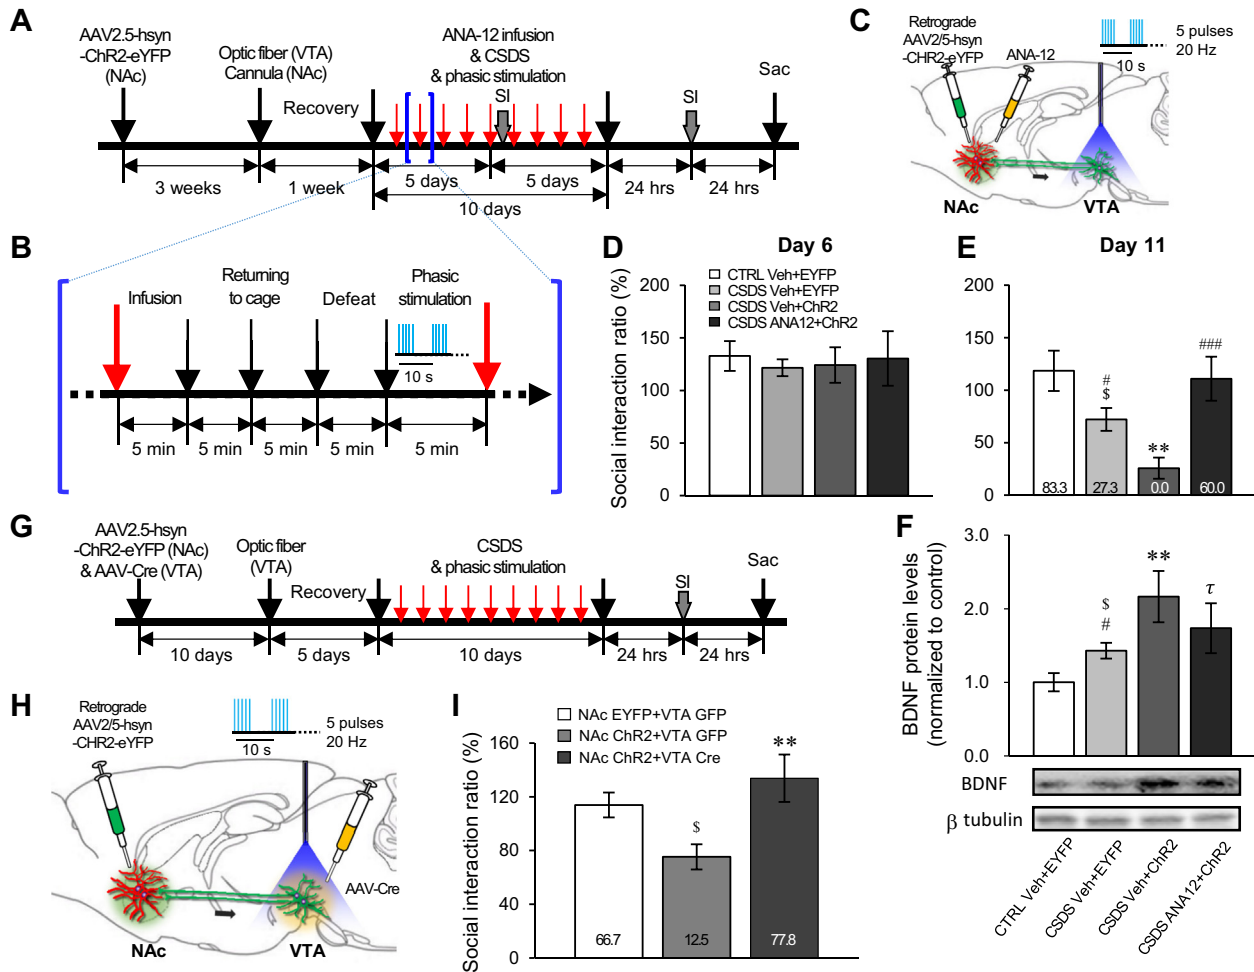 A
AAV2.5-hsyn
-ChR2-eYFP
(NAc)
Optic fiber (VTA)
Cannula (NAc)
Recovery
ANA-12 infusion
& CSDS
& phasic stimulation
SI
SI
Sac
3 weeks
1 week
5 days
5 days
10 days
24 hrs
24 hrs
B
Infusion
Returning
to cage
Defeat
Phasic
stimulation
10 s
5 min
5 min
5 min
5 min
5 min
C
Retrograde
AAV2/5-hsyn
-CHR2-eYFP
ANA-12
5 pulses
20 Hz
10 s
NAc
VTA
D
Day 6
Social interaction ratio (%)
200
150
100
50
0
CTRL Veh+EYFP
CSDS Veh+EYFP
CSDS Veh+ChR2
CSDS ANA12+ChR2
E
Day 11
200
150
100
50
0
#
$
**
###
83.3
27.3
0.0
60.0
F
BDNF protein levels
(normalized to control)
3.0
2.0
1.0
0.0
$
#
**
τ
BDNF
β tubulin
CTRL Veh+EYFP
CSDS Veh+EYFP
CSDS Veh+ChR2
CSDS ANA12+ChR2
G
AAV2.5-hsyn
-ChR2-eYFP (NAc)
& AAV-Cre (VTA)
Optic fiber
(VTA)
Recovery
CSDS
& phasic stimulation
SI
Sac
10 days
5 days
10 days
24 hrs
24 hrs
H
Retrograde
AAV2/5-hsyn
-CHR2-eYFP
10 s
5 pulses
20 Hz
AAV-Cre
NAc
VTA
I
Social interaction ratio (%)
160
120
80
40
0
NAc EYFP+VTA GFP
NAc ChR2+VTA GFP
NAc ChR2+VTA Cre
$
**
66.7
12.5
77.8